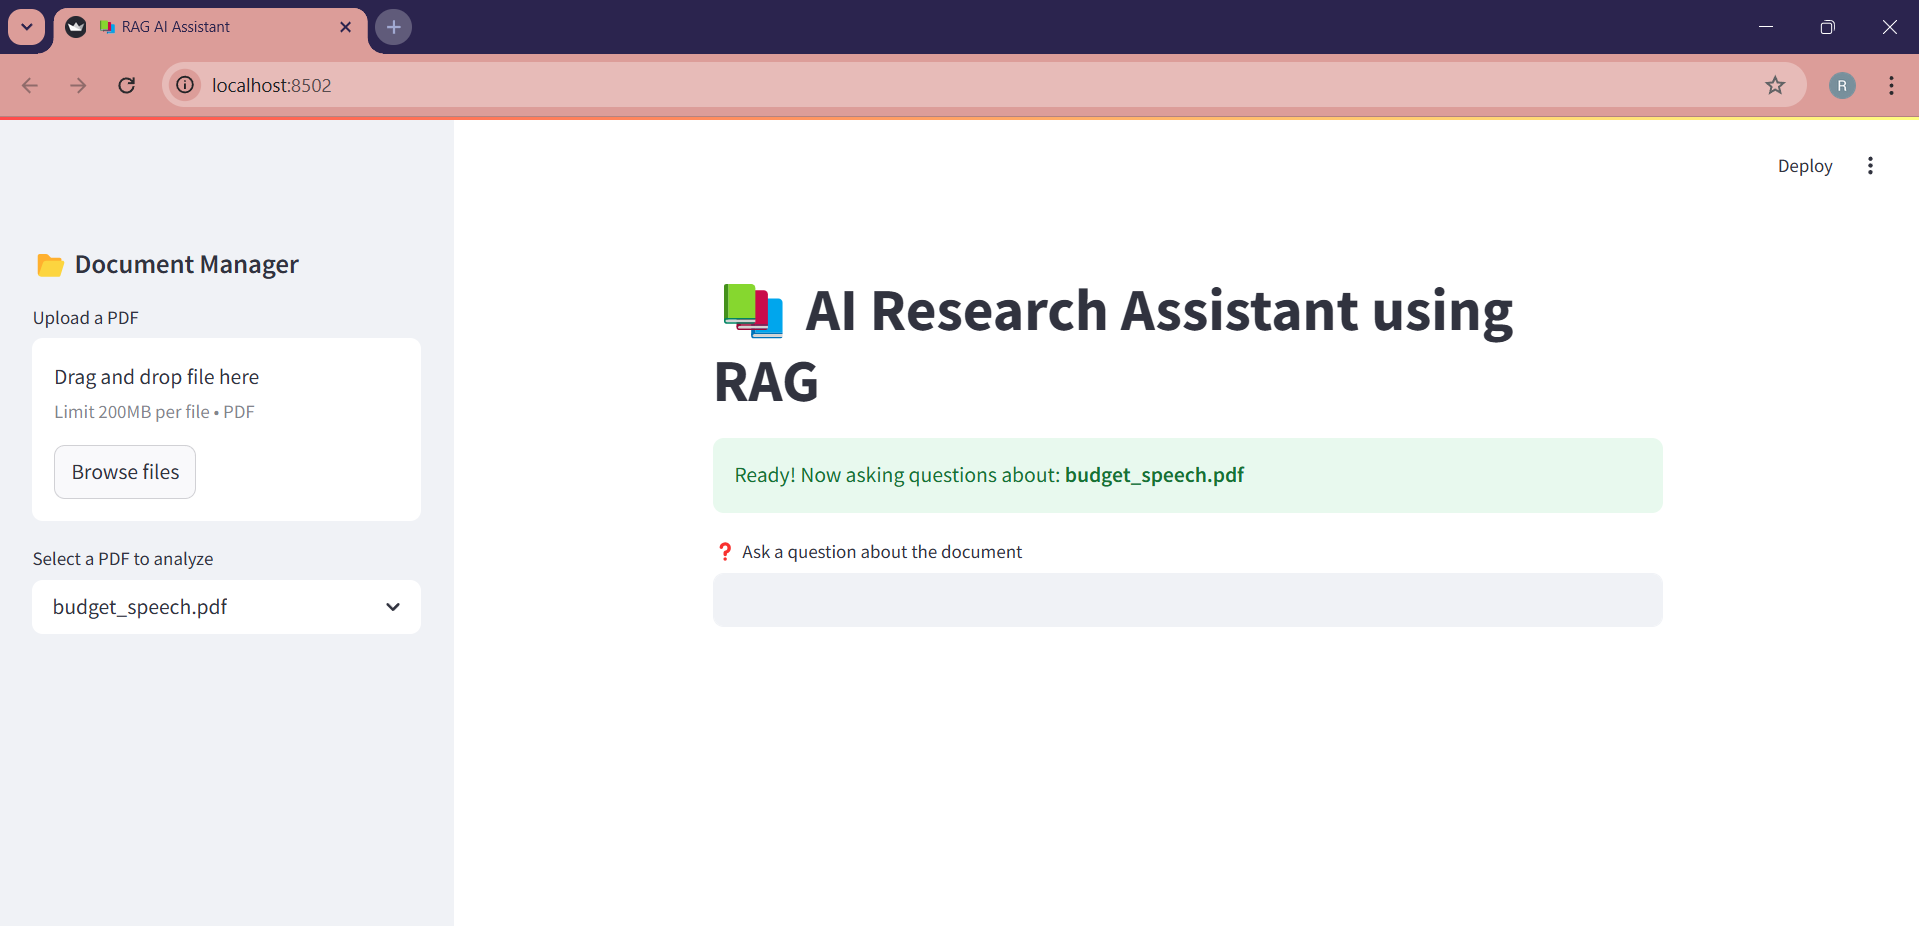 RAG AI Assistant
localhost:8502
R
Deploy
Document Manager
Upload a PDF
Drag and drop file here
Limit 200MB per file • PDF
Browse files
Select a PDF to analyze
budget_speech.pdf
AI Research Assistant using
RAG
Ready! Now asking questions about: budget_speech.pdf
❓ Ask a question about the document